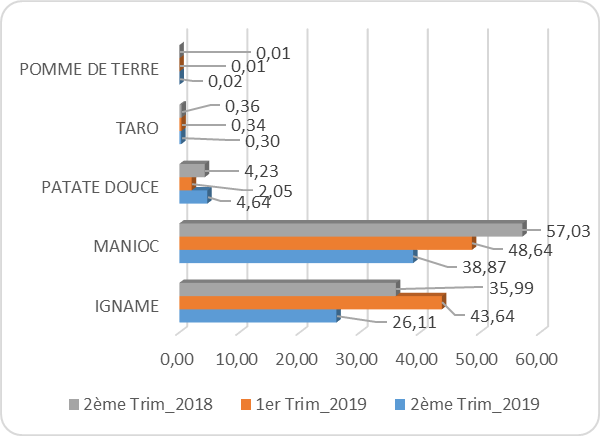 POMME DE TERRE
0,01
0,01
0,02
TARO
0,36
0,34
0,30
PATATE DOUCE
4,23
2,05
4,64
MANIOC
57,03
48,64
38,87
IGNAME
35,99
43,64
26,11
0,00 10,00 20,00 30,00 40,00 50,00 60,00
2ème Trim_2018 1er Trim_2019 2ème Trim_2019